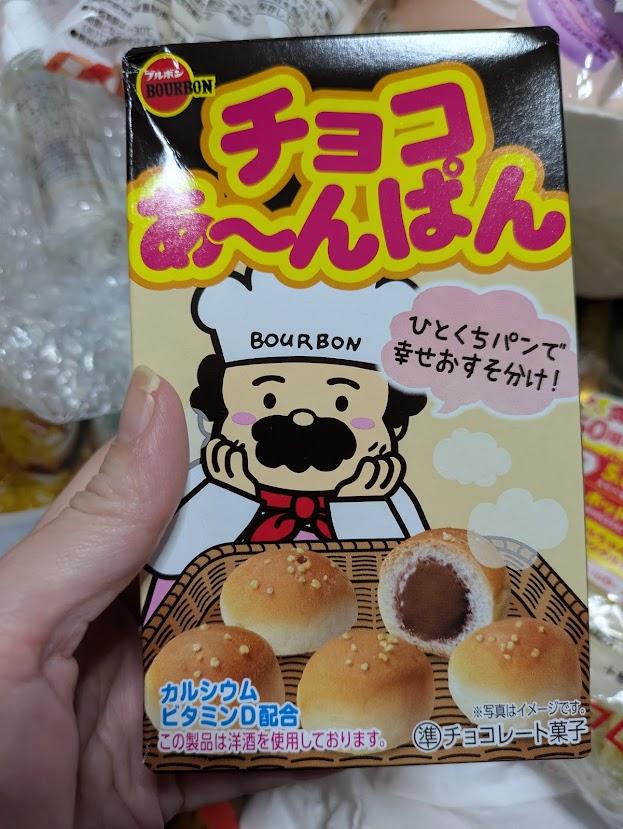 ブルボン
BOURBON
チョコ
あ〜んぱん
BOURBON
ひとくちパンで
幸せおすそ分け!
カルシウム
ビタミンD配合
この製品は洋酒を使用しております。
※写真はイメージです。
準チョコレート菓子